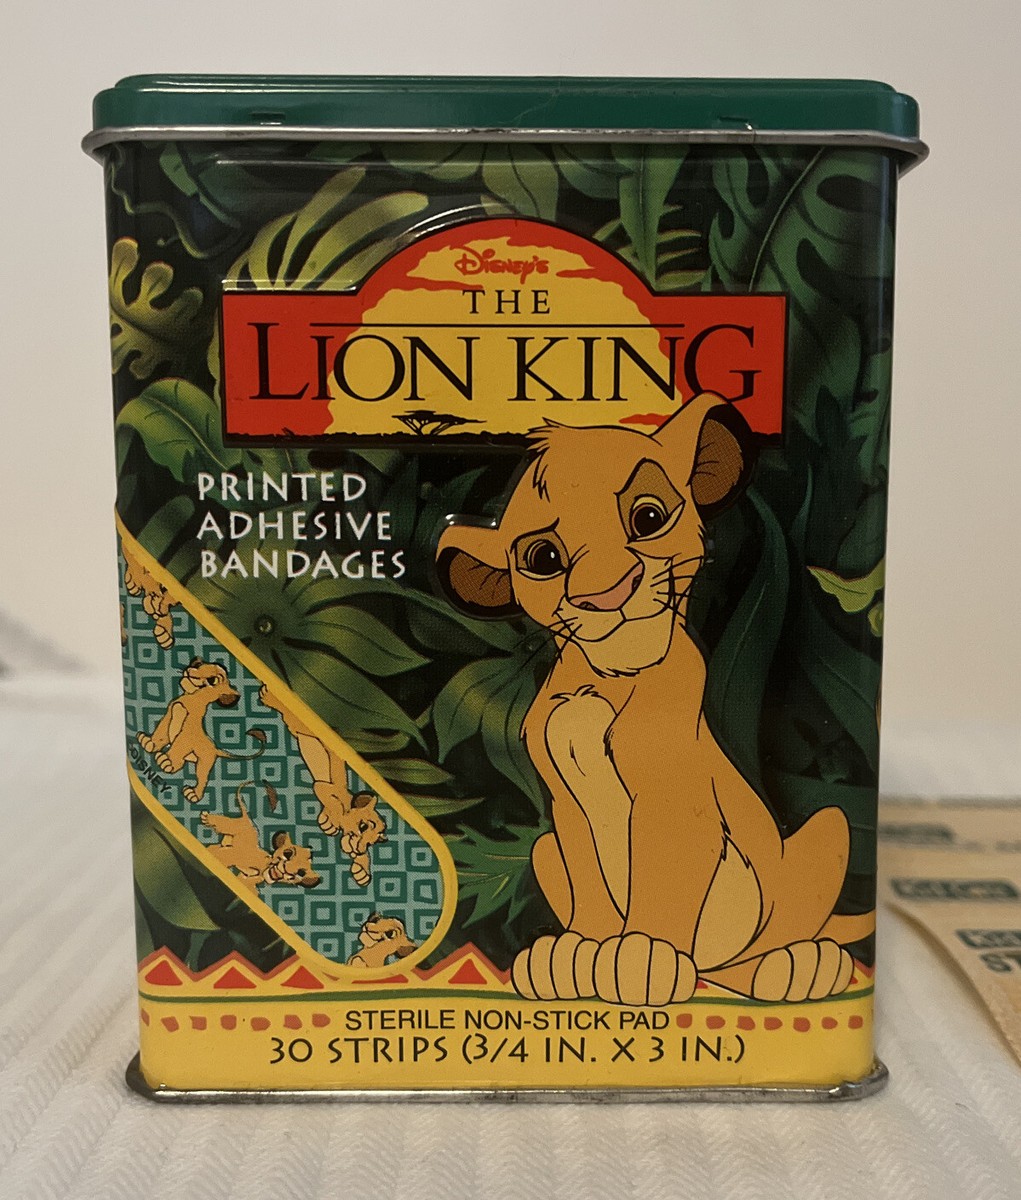 Disney's
THE
LION KING
PRINTED
ADHESIVE
BANDAGES
©DISNEY
STERILE NON-STICK PAD
30 STRIPS (3/4 IN. X 3 IN.)